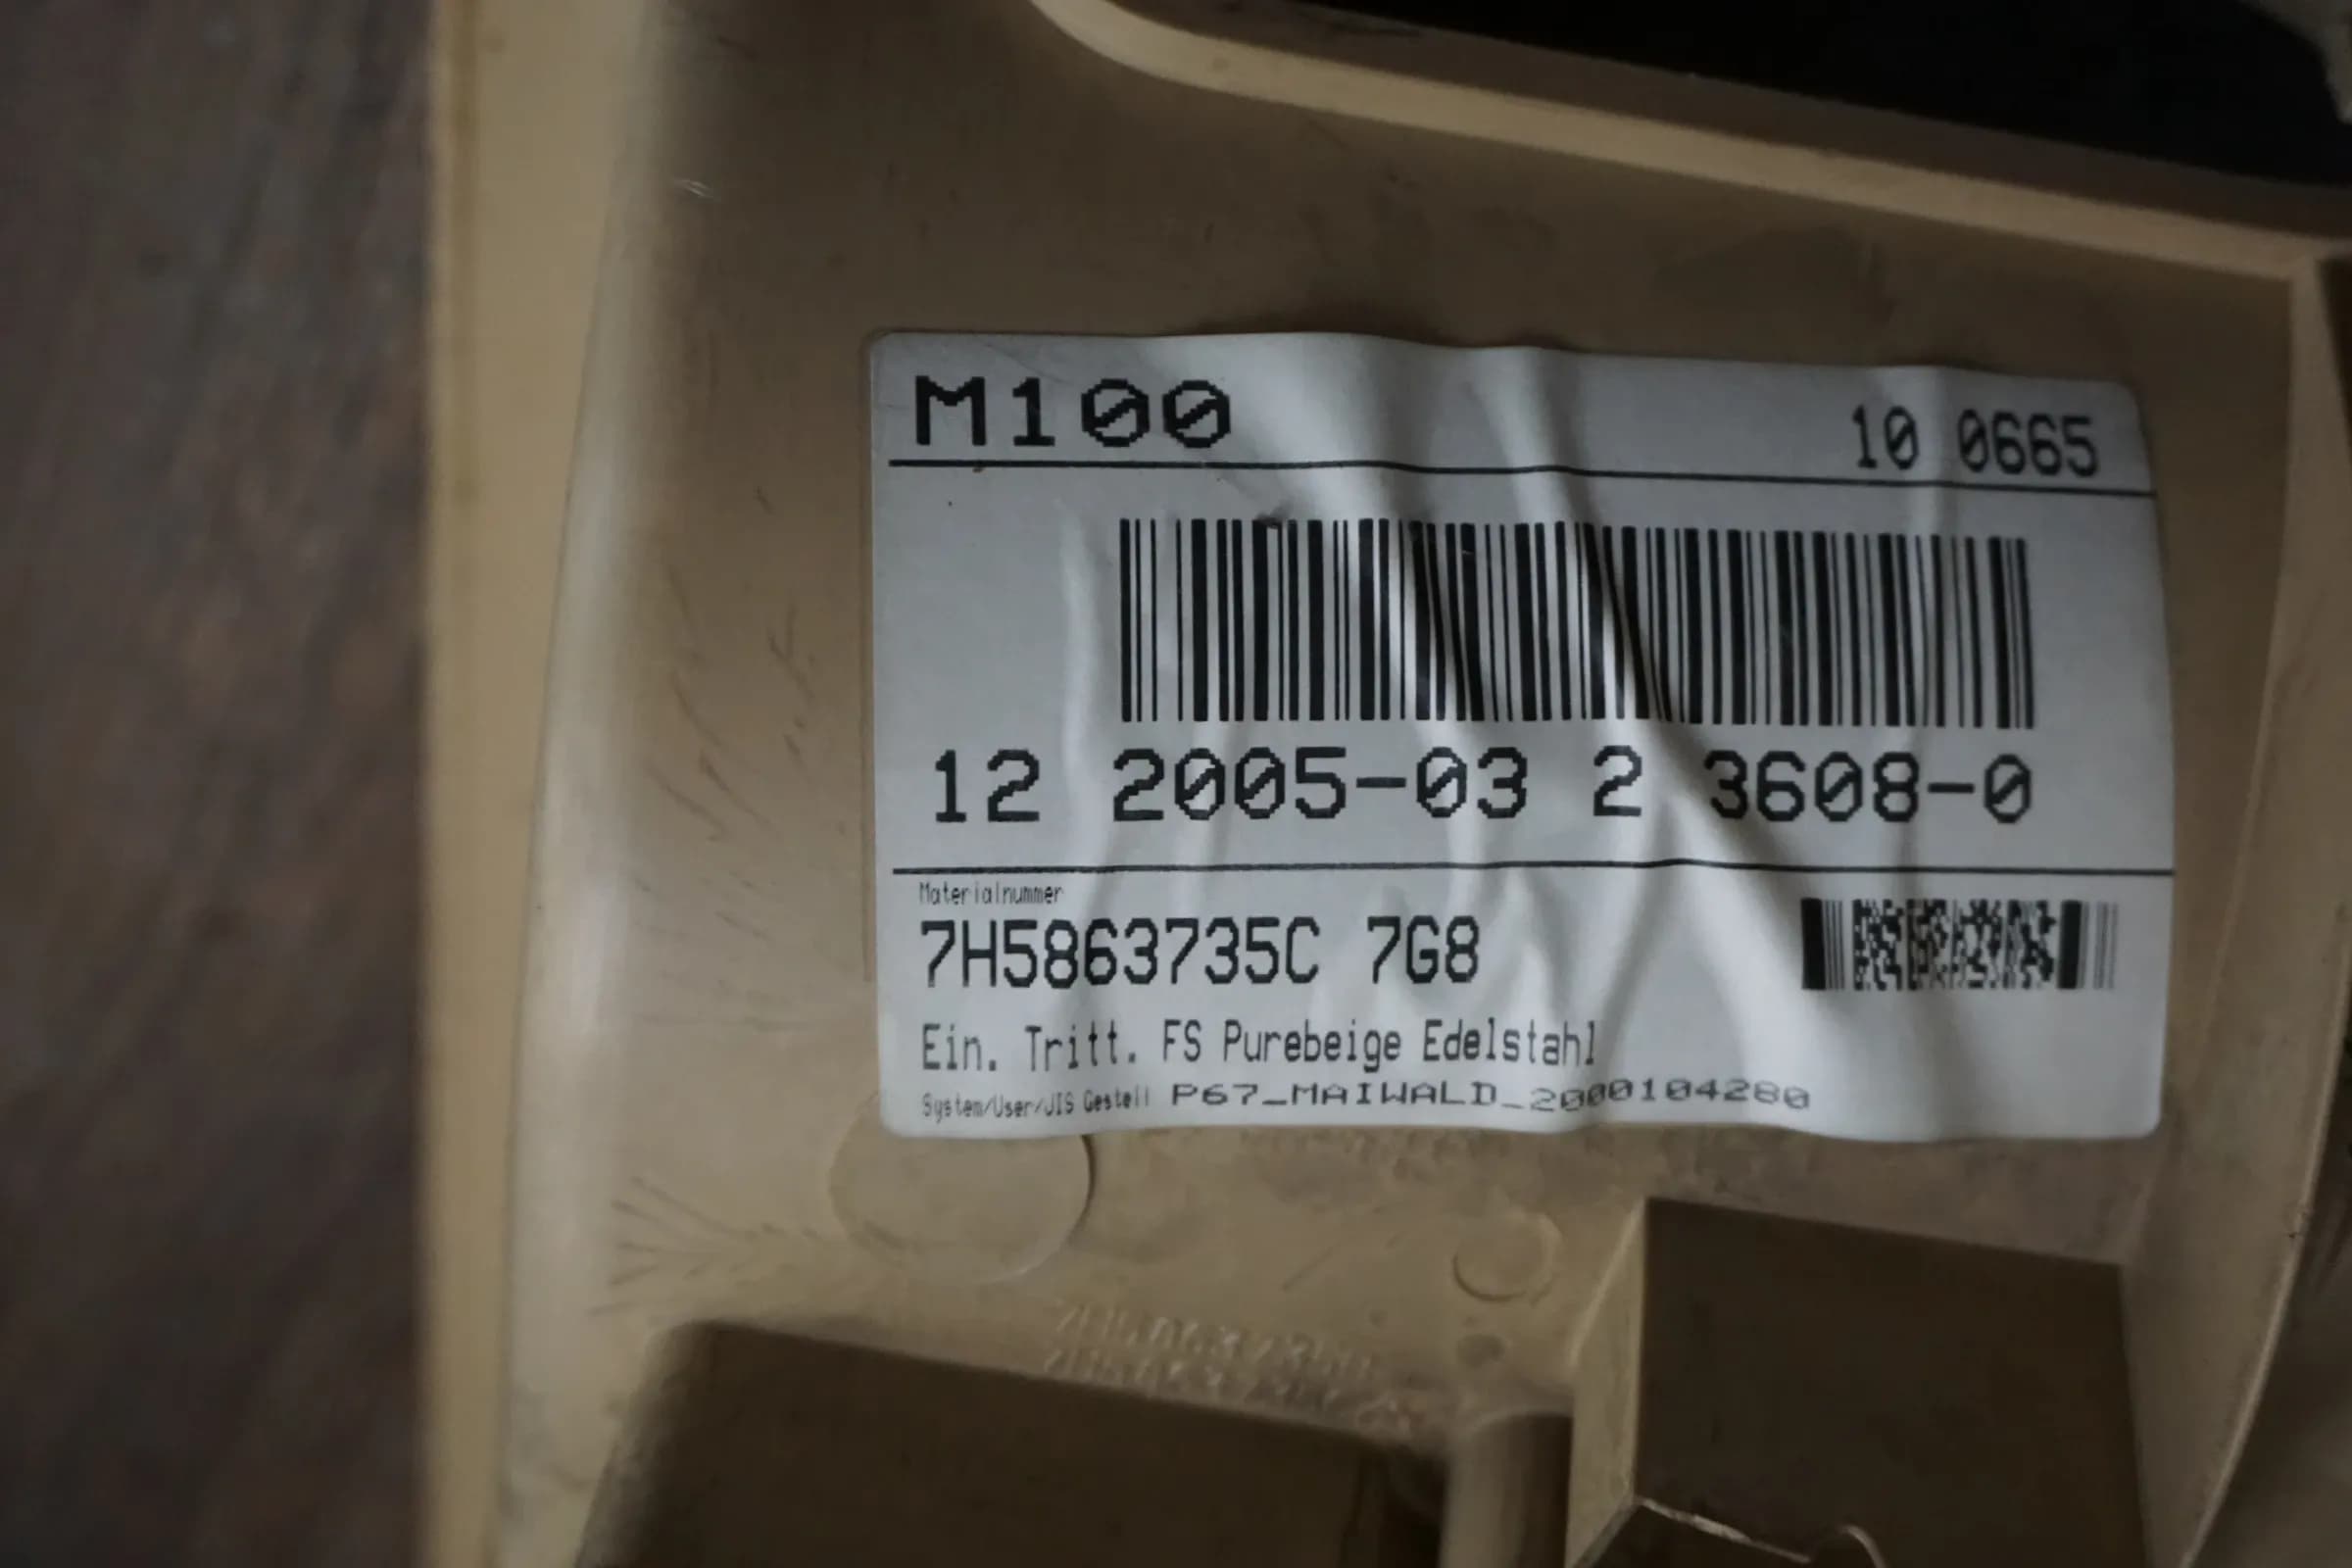 M100
10 0665
12 2005-03 2 3608-0
Materialnummer
7H5863735C 7G8
Ein. Tritt. FS Purebeige Edelstahl
System/User/JIS Gestell P67_MAIWALD_2000104280